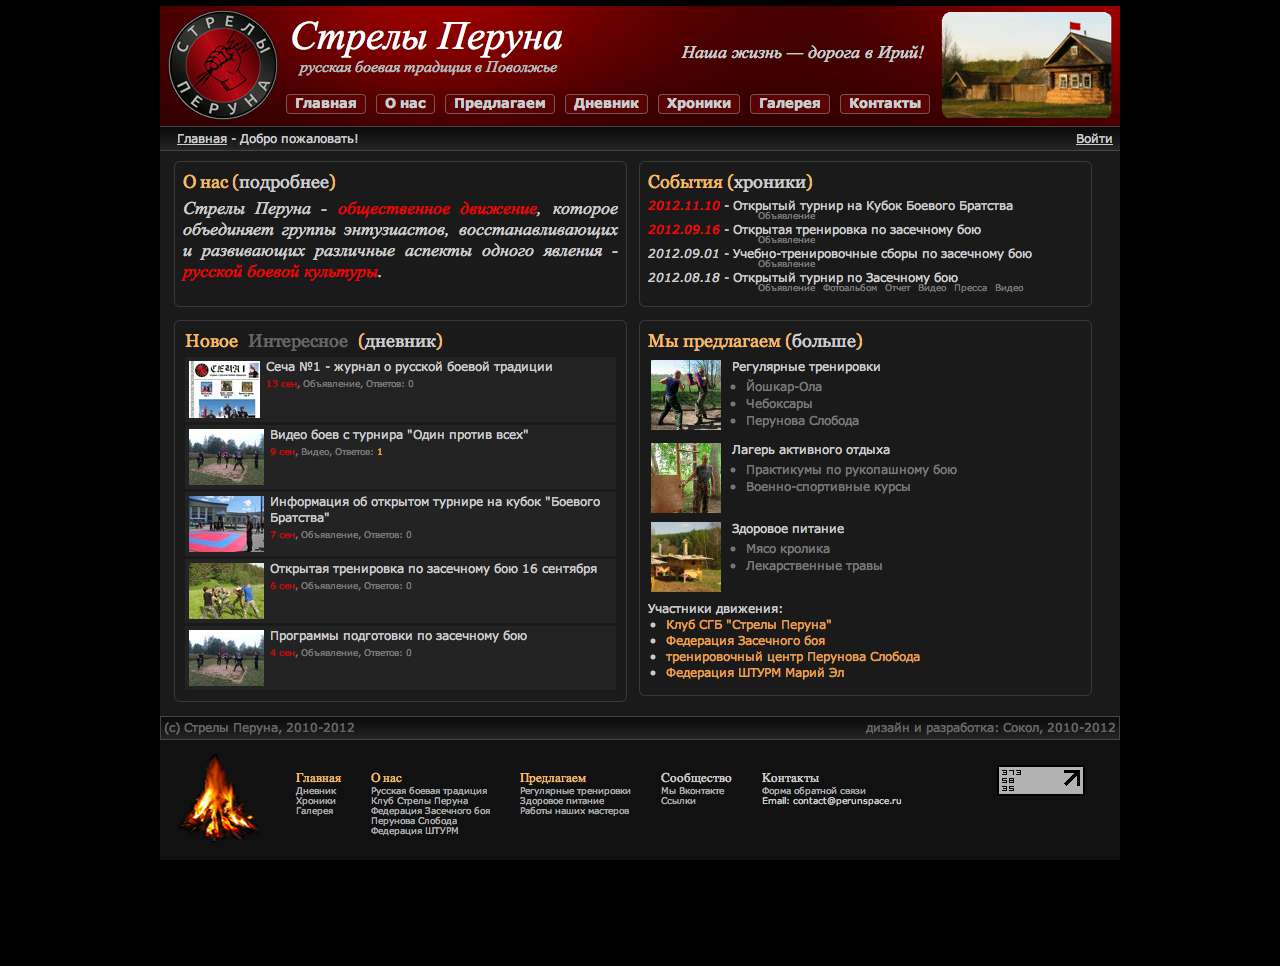 СТРЕЛЫ
ПЕРУНА
Стрелы Перуна
русская боевая традиция в Поволжье
Наша жизнь — дорога в Ирий!
Главная О нас Предлагаем Дневник Хроники Галерея Контакты
Главная - Добро пожаловать!
Войти
О нас (подробнее)
Стрелы Перуна - общественное движение, которое
объединяет группы энтузиастов, восстанавливающих
и развивающих различные аспекты одного явления -
русской боевой культуры.
События (хроники)
2012.11.10 - Открытый турнир на Кубок Боевого Братства
Объявление
2012.09.16 - Открытая тренировка по засечному бою
Объявление
2012.09.01 - Учебно-тренировочные сборы по засечному бою
Объявление
2012.08.18 - Открытый турнир по Засечному бою
Объявление Фотоальбом Отчет Видео Пресса Видео
Новое Интересное (дневник)
СЕЧА 1
Сеча №1 - журнал о русской боевой традиции
13 сен, Объявление, Ответов: 0
Видео боев с турнира "Один против всех"
9 сен, Видео, Ответов: 1
Информация об открытом турнире на кубок "Боевого
Братства"
7 сен, Объявление, Ответов: 0
Открытая тренировка по засечному бою 16 сентября
6 сен, Объявление, Ответов: 0
Программы подготовки по засечному бою
4 сен, Объявление, Ответов: 0
Мы предлагаем (больше)
Регулярные тренировки
Йошкар-Ола
Чебоксары
Перунова Слобода
Лагерь активного отдыха
Практикумы по рукопашному бою
Военно-спортивные курсы
Здоровое питание
Мясо кролика
Лекарственные травы
Участники движения:
Клуб СГБ "Стрелы Перуна"
Федерация Засечного боя
тренировочный центр Перунова Слобода
Федерация ШТУРМ Марий Эл
(c) Стрелы Перуна, 2010-2012
дизайн и разработка: Сокол, 2010-2012
Главная
Дневник
Хроники
Галерея
О нас
Русская боевая традиция
Клуб Стрелы Перуна
Федерация Засечного боя
Перунова Слобода
Федерация ШТУРМ
Предлагаем
Регулярные тренировки
Здоровое питание
Работы наших мастеров
Сообщество
Мы Вконтакте
Ссылки
Контакты
Форма обратной связи
Email: contact@perunspace.ru
373
58
35